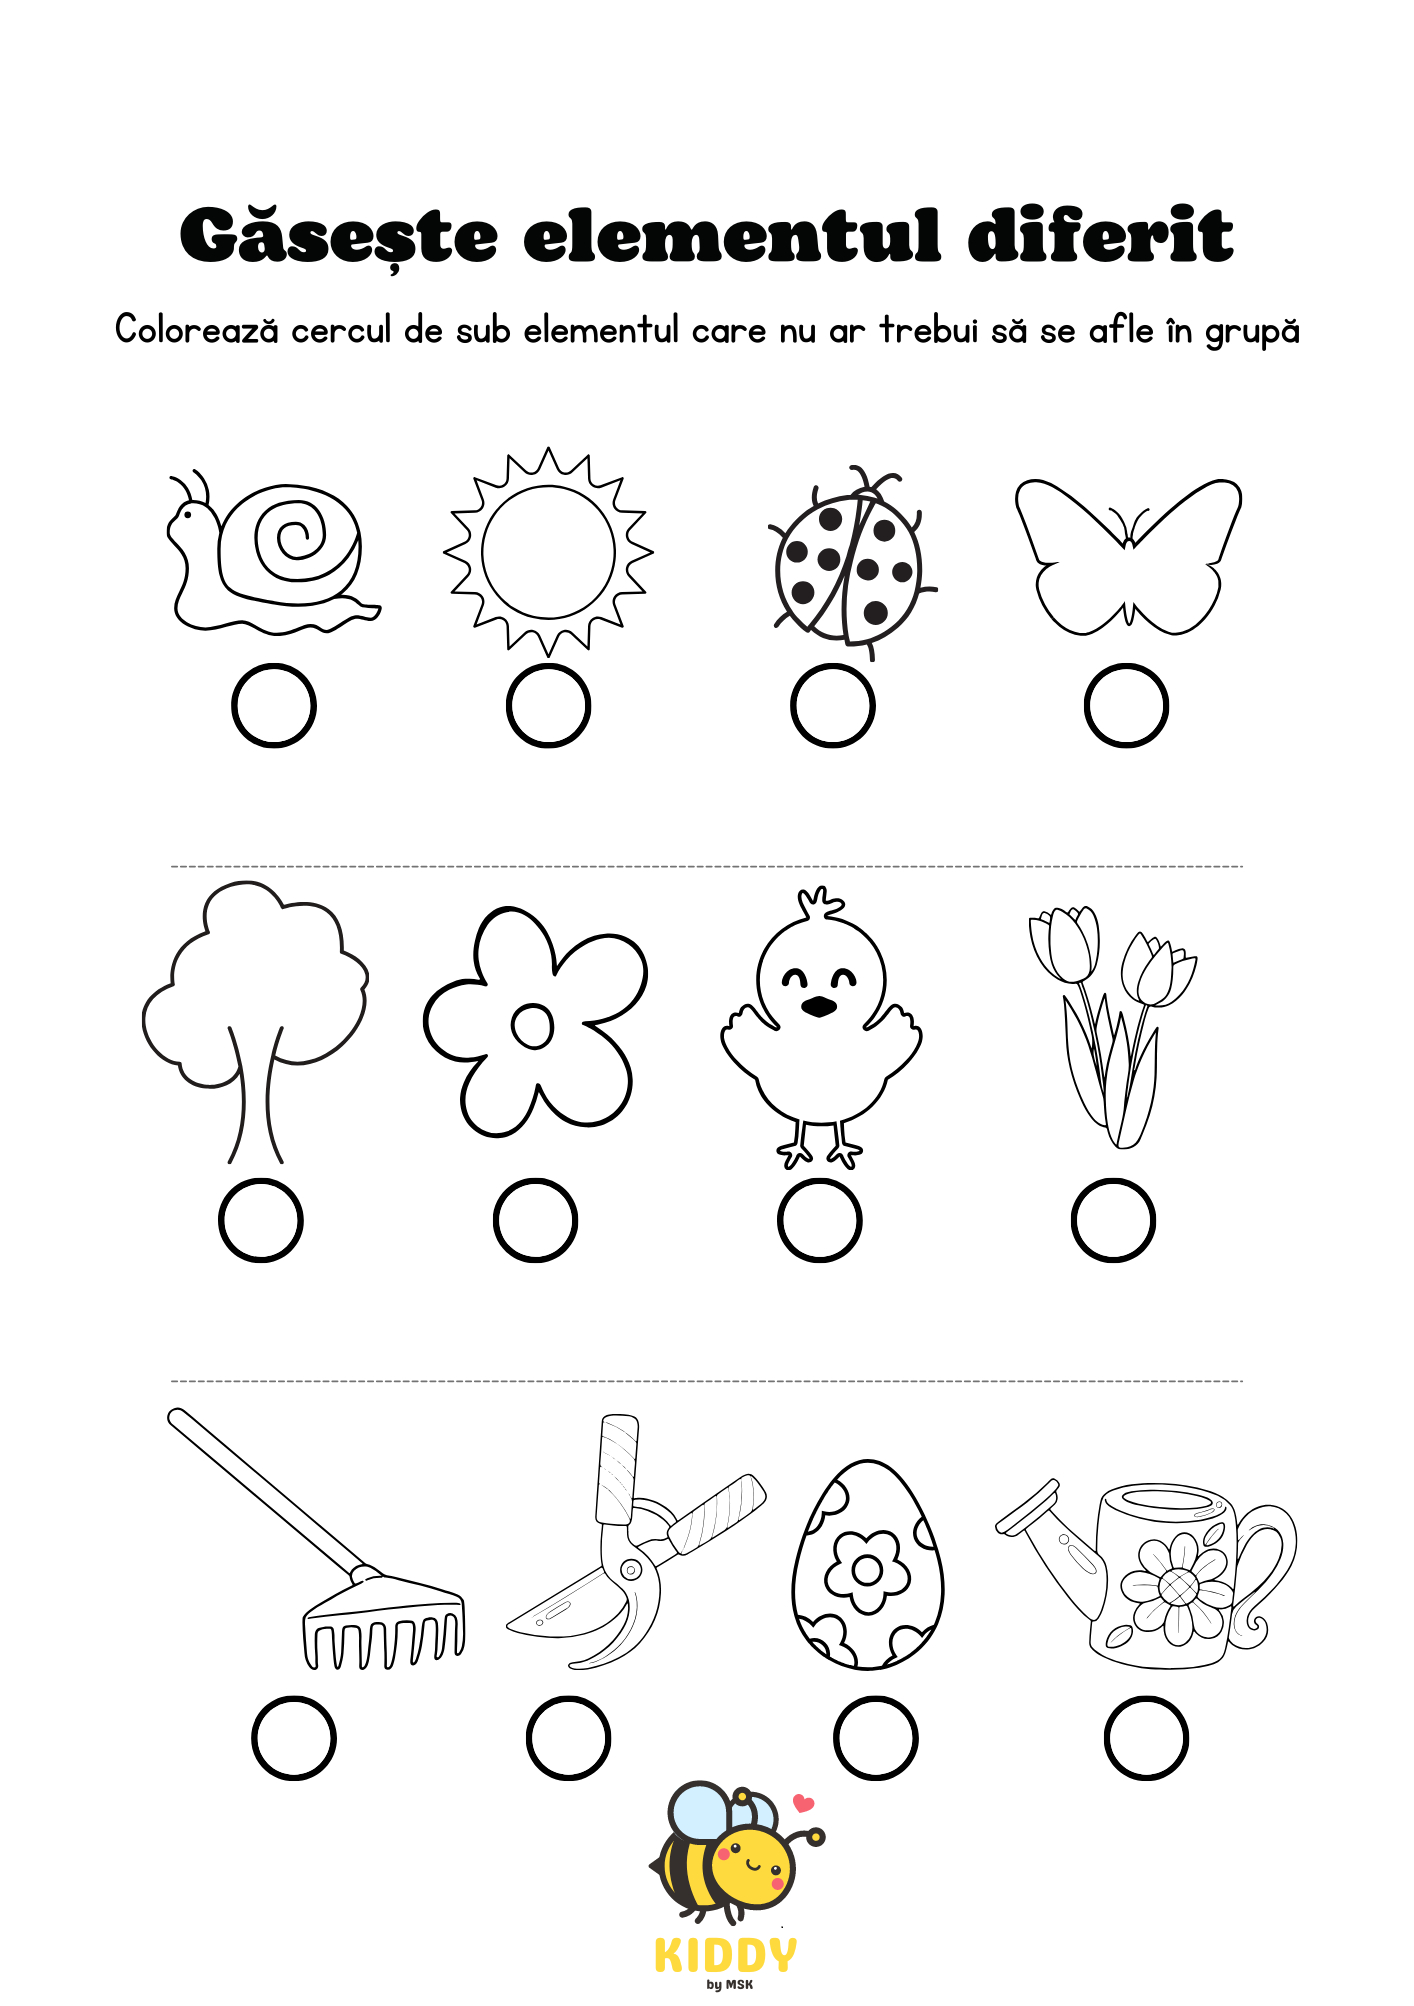 Găsește elementul diferit
Colorează cercul de sub elementul care nu ar trebui să se afle în grupă
KIDDY
by MSK